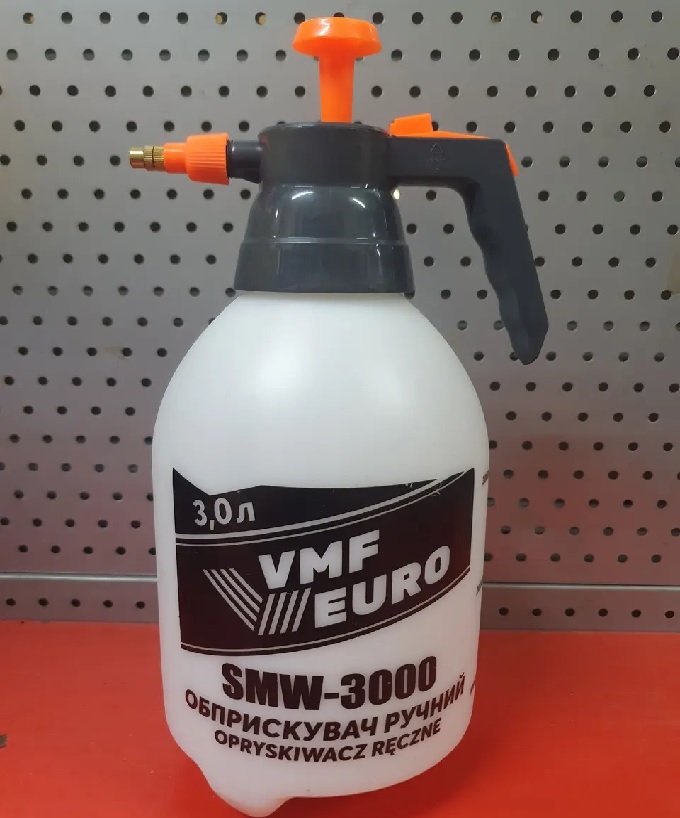 3,0л
VMF
EURO
SMW-3000
ОБПРИСКУВАЧ РУЧНИЙ
OPRYSKIWACZ RĘCZNE